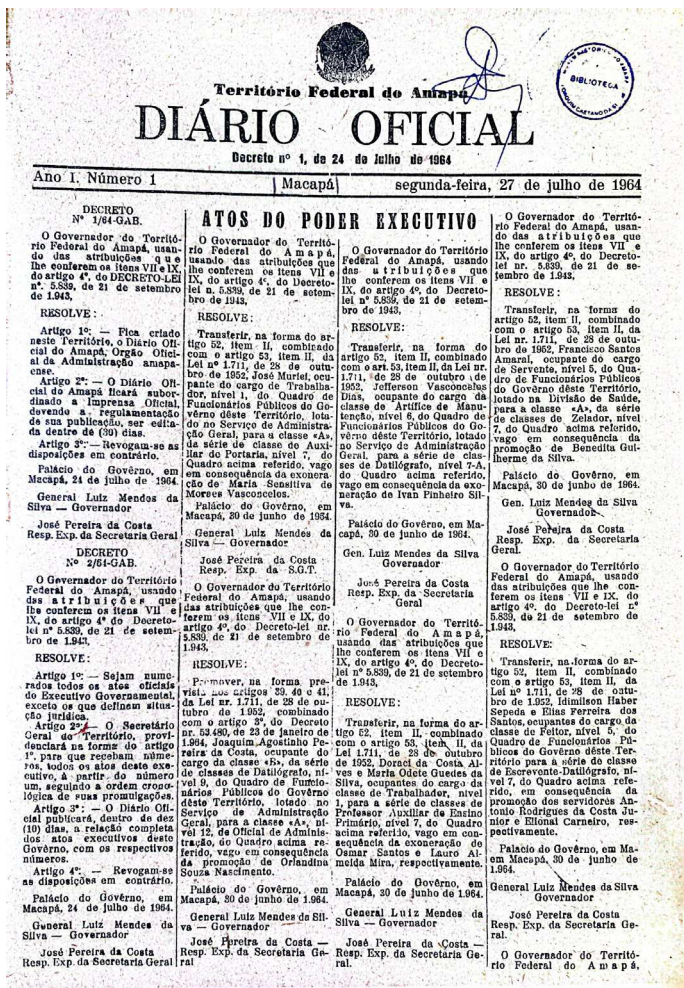 Território Federal do Amapá
BIBLIOTECA
DIÁRIO OFICIAL
Decreto nº 1, de 24 de Julho de 1964
Ano I. Número 1
Macapá
segunda-feira, 27 de julho de 1964
ATOS DO PODER EXECUTIVO
DECRETO
Nº 1/64-GAB.
O Governador do Territó-
rio Federal do Amapá, usan-
do das atribuições que
lhe conferem os itens VII e IX,
do artigo 4º, do DECRETO-LEI
nº 5.839, de 21 de setembro
de 1.943,
RESOLVE:
Artigo 1º: — Fica criado
neste Território, o Diário Ofi-
cial do Amapá, Orgão Ofici-
al da Administração amapa-
ense.
Artigo 2º: — O Diário Ofi-
cial do Amapá ficará subor-
dinado a Imprensa Oficial,
devendo a regulamentação
de sua publicação, ser edita-
da dentro de (30) dias.
Artigo 3º: — Revogam-se as
disposições em contrário.
Palácio do Govêrno, em
Macapá, 24 de julho de 1964.
General Luiz Mendes da
Silva — Governador
José Pereira da Costa
Resp. Exp. da Secretaria Geral
DECRETO
Nº 2/64-GAB.
O Governador do Território
Federal do Amapá, usando
das atribuições que
lhe conferem os itens VII e
IX, do artigo 4º do Decreto-
lei nº 5.839, de 21 de setem-
bro de 1.943,
RESOLVE:
Artigo 1º: — Sejam nume-
rados todos os atos oficiais
do Executivo Governamental,
exceto os que definem situa-
ção jurídica.
Artigo 2º: — O Secretário
Geral do Território, provi-
denciará na forma do artigo
1º, para que recebam núme-
ros, todos os atos deste exe-
cutivo, à partir do número
um, segundo a ordem crono-
lógica de suas promulgações.
Artigo 3º: — O Diário Ofi-
cial publicará, dentro de dez
(10) dias, a relação completa
dos atos executivos deste
Govêrno, com os respectivos
números.
Artigo 4º: — Revogam-se
as disposições em contrário.
Palácio do Govêrno, em
Macapá, 24 de julho de 1964.
General Luiz Mendes da
Silva — Governador
José Pereira da Costa
Resp. Exp. da Secretaria Geral
O Governador do Territó-
rio Federal do Amapá,
usando das atribuições que
lhe conferem os itens VII e
IX, do artigo 4º, do Decreto-
lei n. 5.839, de 21 de setem-
bro de 1943,
RESOLVE:
Transferir, na forma do ar-
tigo 52, item II, combinado
com o artigo 53, item II, da
Lei nº 1.711, de 28 de outu-
bro de 1952, José Muriel, ocu-
pante do cargo de Trabalha-
dor, nível 1, do Quadro de
Funcionários Públicos do Go-
vêrno dêste Território, lota-
do no Serviço de Administra-
ção Geral, para a classe «A»,
da série de classe de Auxi-
liar de Portaria, nível 7, do
Quadro acima referido, vago
em consequência da exonera-
ção de Maria Sensitiva de
Moraes Vasconcelos.
Palácio do Govêrno, em
Macapá, 30 de junho de 1964.
General Luiz Mendes da
Silva — Governador
José Pereira da Costa
Resp. Exp. da S.G.T.
O Governador do Território
Federal do Amapá, usando
das atribuições que lhe con-
ferem os itens VII e IX, do
artigo 4º, do Decreto-lei nr.
5.839, de 21 de setembro de
1.943,
RESOLVE:
Promover, na forma pre-
vista nos artigos 39, 40 e 41,
da Lei nr. 1.711, de 28 de ou-
tubro de 1.952, combinado
com o artigo 3º, do Decreto
nº 53.480, de 23 de janeiro de
1.964, Joaquim Agostinho Pe-
reira da Costa, ocupante do
cargo da classe «B», da série
de classes de Datilógrafo, ní-
vel 9, do Quadro de Funcio-
nários Públicos do Govêrno
dêste Território, lotado no
Serviço de Administração
Geral, para a classe «A», ní-
vel 12, de Oficial de Adminis-
tração, do Quadro acima re-
ferido, vago em consequência
da promoção de Orlandino
Souza Nascimento.
Palácio do Govêrno, em
Macapá, 30 de junho de 1.964.
General Luiz Mendes da Sil-
va — Governador
José Pereira da Costa —
Resp. Exp. da Secretaria Ge-
ral
O Governador do Território
Federal do Amapá, usando
das atribuições que
lhe conferem os itens VII e
IX, do artigo 4º, do Decreto-
lei nr. 5.839, de 21 de setem-
bro de 1943,
RESOLVE:
Transferir, na forma do
artigo 52, item II, combinado
com o art. 53, item II, da Lei nr.
1.711, de 28 de outubro de
1952, Jefferson Vasconcelos
Dias, ocupante do cargo da
classe de Artífice de Manu-
tenção, nível 6, do Quadro de
Funcionários Públicos do Go-
vêrno dêste Território, lotado
no Serviço de Administração
Geral, para a série de clas-
ses de Datilógrafo, nível 7-A,
do Quadro acima referido,
vago em consequência da exo-
neração de Ivan Pinheiro Sil-
va.
Palácio do Govêrno, em Ma-
capá, 30 de junho de 1.964.
Gen. Luiz Mendes da Silva
Governador
José Pereira da Costa
Resp. Exp. da Secretaria
Geral
O Governador do Territó-
rio Federal do Amapá,
usando das atribuições que
lhe conferem os itens VII e
IX, do artigo 4º, do Decreto-
lei nr. 5.839, de 21 de setembro
de 1.943,
RESOLVE:
Transferir, na forma do ar-
tigo 52, item II, combinado
com o artigo 53, item, II, da
Lei 1.711, de 28 de outubro
de 1952, Doraci da Costa Al-
ves e Maria Odete Guedes da
Silva, ocupantes do cargo da
classe de Trabalhador, nível
1, para a série de classes de
Professor Auxiliar de Ensino
Primário, nível 7, do Quadro
acima referido, vago em con-
sequência da exoneração de
Osmar Santos e Lauro Al-
meida Mira, respectivamente.
Palácio do Govêrno, em
Macapá, 30 de junho de 1.964.
General Luiz Mendes da
Silva — Governador
José Pereira da Costa —
Resp. Exp. da Secretaria Ge-
ral.
O Governador do Territó-
rio Federal do Amapá, usan-
do das atribuições que
lhe conferem os itens VII e
IX, do artigo 4º, do Decreto-
lei nr. 5.839, de 21 de se-
tembro de 1.943,
RESOLVE:
Transferir, na forma do
artigo 52, item II, combinado
com o artigo 53, item II, da
Lei nr. 1.711, de 28 de outu-
bro de 1952, Francisco Santos
Amaral, ocupante do cargo
de Servente, nível 5, do Qua-
dro de Funcionários Públicos
do Govêrno dêste Território,
lotado na Divisão de Saúde,
para a classe «A», da série
de classes de Zelador, nível
7, do Quadro acima referido,
vago em consequência da
promoção de Benedita Gui-
lherme da Silva.
Palácio do Govêrno, em
Macapá, 30 de junho de 1964.
Gen. Luiz Mendes da Silva
Governador
José Pereira da Costa
Resp. Exp. da Secretaria
Geral.
O Governador do Território
Federal do Amapá, usando
das atribuições que lhe con-
ferem os itens VII e IX, do
artigo 4º. do Decreto-lei nº
5.839, de 21 de setembro de
1.943,
RESOLVE:
Transferir, na forma do ar-
tigo 52, item II, combinado
com o artigo 53, item II, da
Lei nº 1.711, de 28 de outu-
bro de 1.952, Idimilson Haber
Sepeda e Elias Ferreira dos
Santos, ocupantes do cargo da
classe de Feitor, nível 5, do
Quadro de Funcionários Pú-
blicos do Govêrno dêste Ter-
ritório para a série de classe
de Escrevente-Datilógrafo, ní-
vel 7, do Quadro acima refe-
rido, em consequência da
promoção dos servidores An-
tonio Rodrigues da Costa Ju-
nior e Elional Carneiro, res-
pectivamente.
Palácio do Govêrno, em Ma-
em Macapá, 30 de junho de
1.964.
General Luiz Mendes da Silva
Governador
José Pereira da Costa
Resp. Exp. da Secretaria Ge-
ral.
O Governador do Territó-
rio Federal do Amapá,